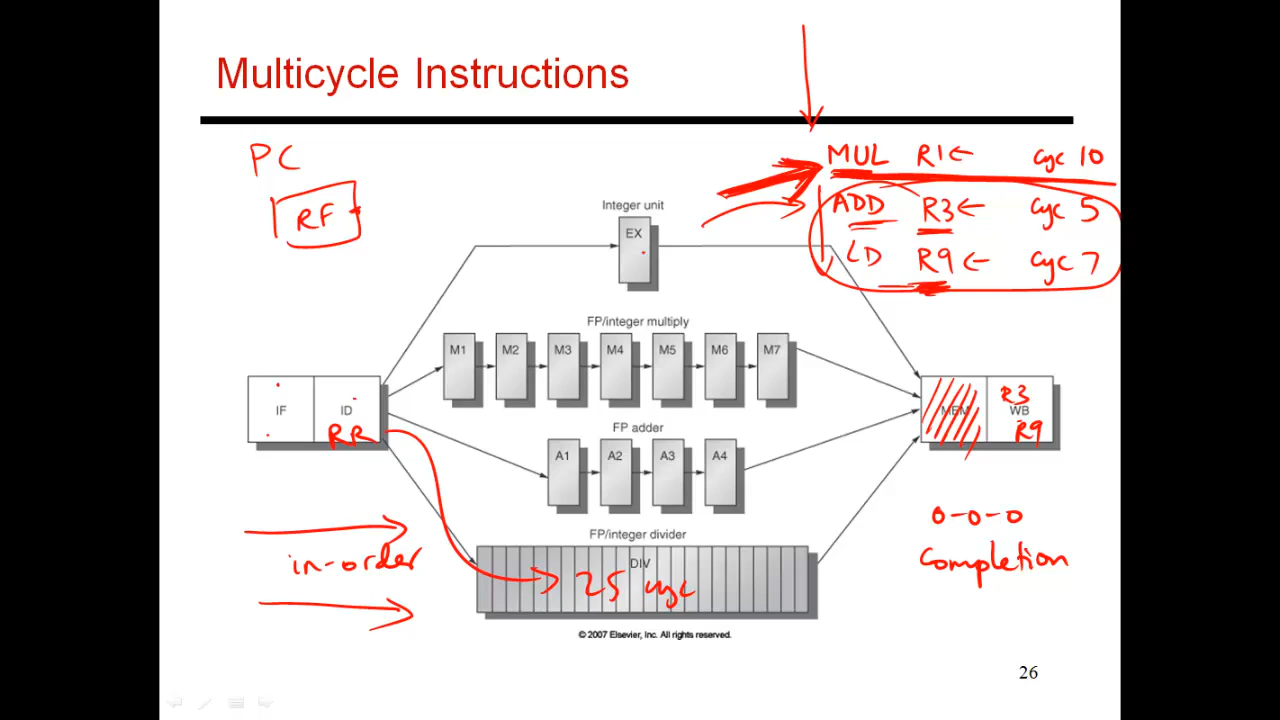 Multicycle Instructions
PC
RF
MUL R1← cyc 10
ADD R3← cyc 5
LD R9← cyc 7
Integer unit
EX
FP/integer multiply
M1 M2 M3 M4 M5 M6 M7
IF ID
RR
MEM WB
R3
R9
FP adder
A1 A2 A3 A4
FP/integer divider
DIV
25 cyc
in-order
o-o-o
Completion
© 2007 Elsevier, Inc. All rights reserved.
26